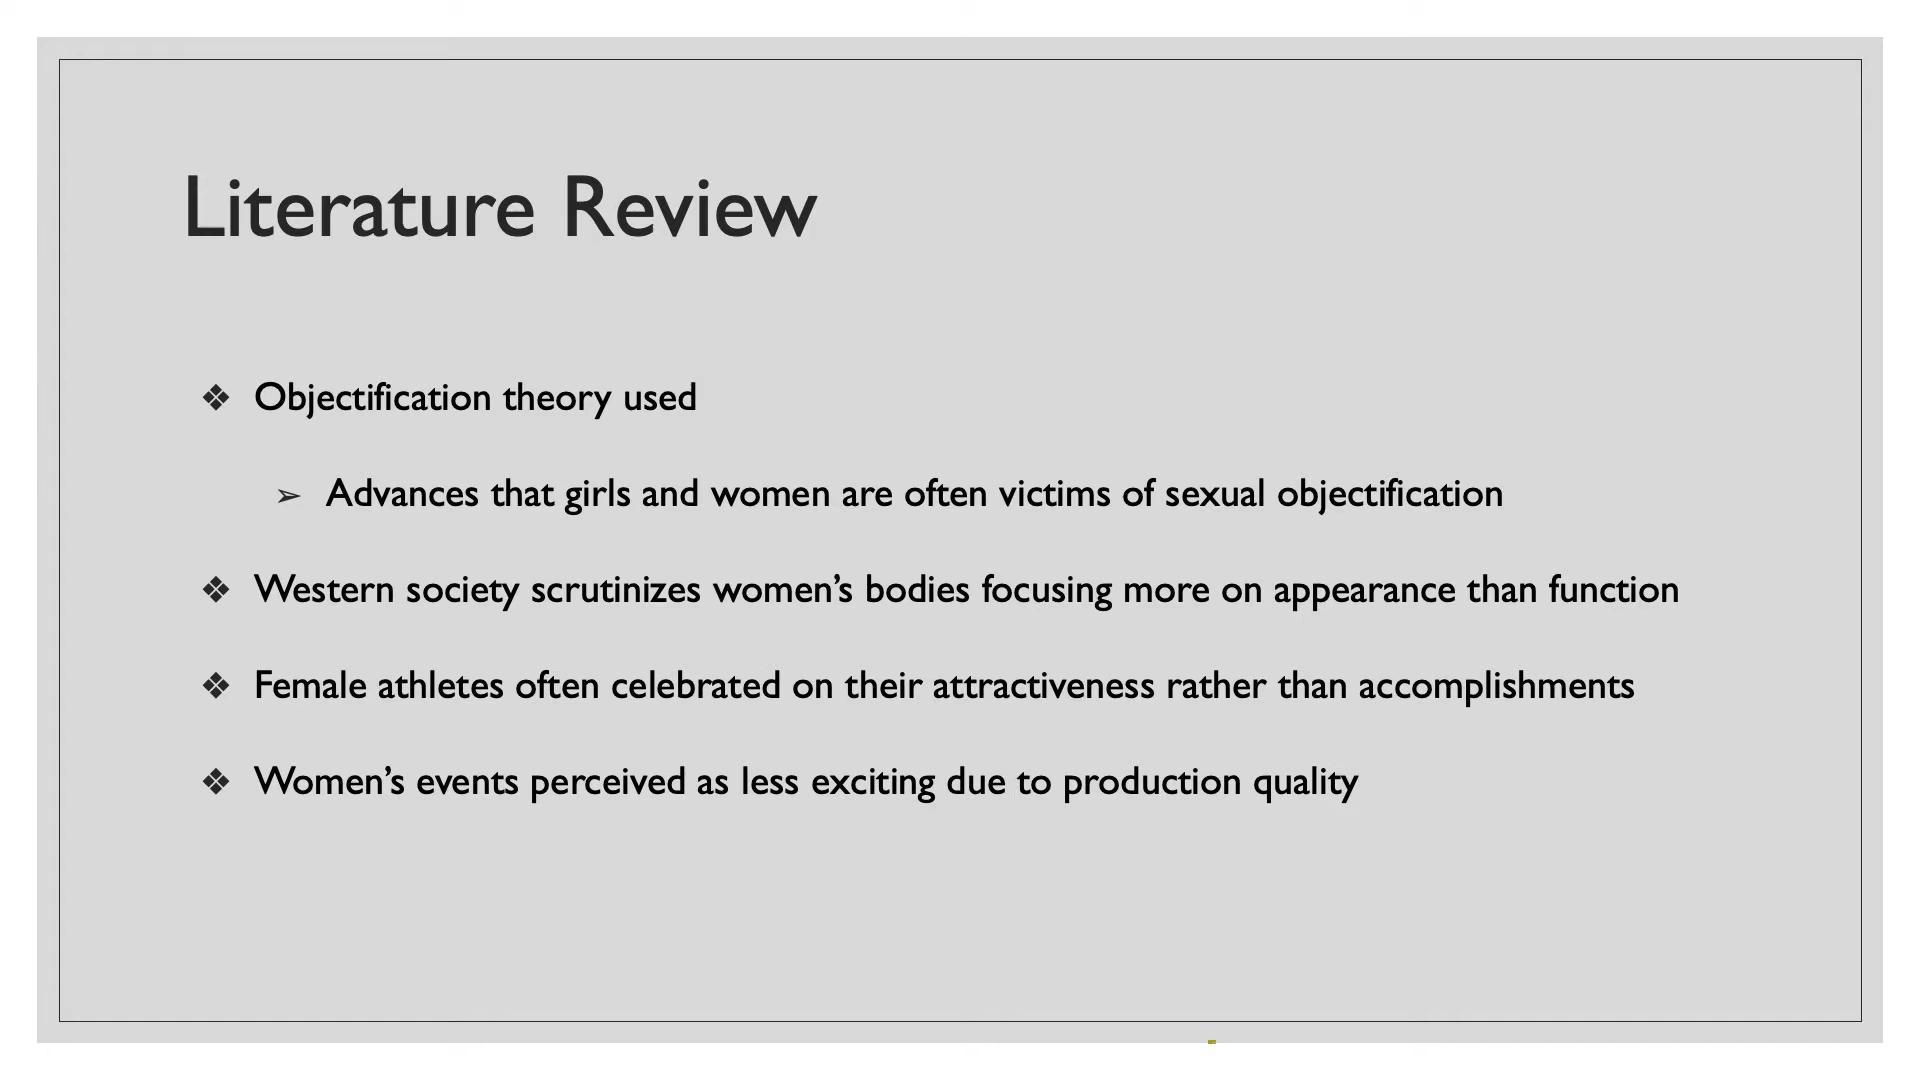 Literature Review
❖ Objectification theory used
➢ Advances that girls and women are often victims of sexual objectification
❖ Western society scrutinizes women’s bodies focusing more on appearance than function
❖ Female athletes often celebrated on their attractiveness rather than accomplishments
❖ Women’s events perceived as less exciting due to production quality